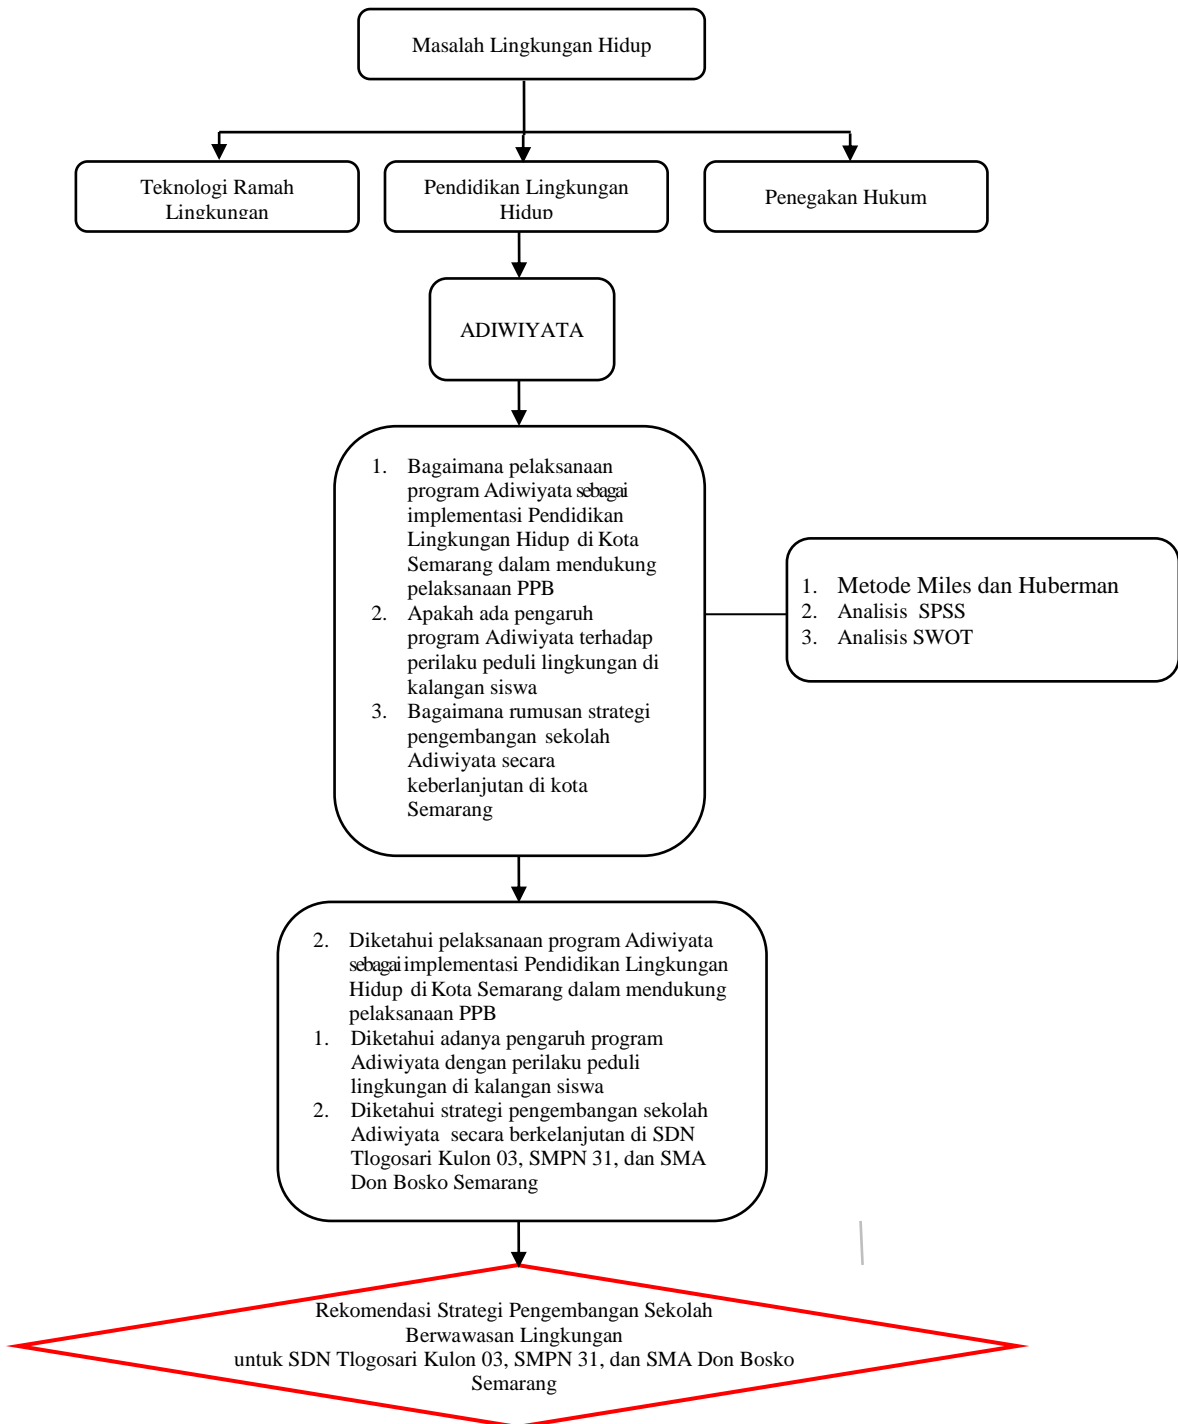 Masalah Lingkungan Hidup
Teknologi Ramah
Lingkungan
Pendidikan Lingkungan
Hidup
Penegakan Hukum
ADIWIYATA
1. Bagaimana pelaksanaan
program Adiwiyata sebagai
implementasi Pendidikan
Lingkungan Hidup di Kota
Semarang dalam mendukung
pelaksanaan PPB
2. Apakah ada pengaruh
program Adiwiyata terhadap
perilaku peduli lingkungan di
kalangan siswa
3. Bagaimana rumusan strategi
pengembangan sekolah
Adiwiyata secara
keberlanjutan di kota
Semarang
1. Metode Miles dan Huberman
2. Analisis SPSS
3. Analisis SWOT
2. Diketahui pelaksanaan program Adiwiyata
sebagai implementasi Pendidikan Lingkungan
Hidup di Kota Semarang dalam mendukung
pelaksanaan PPB
1. Diketahui adanya pengaruh program
Adiwiyata dengan perilaku peduli
lingkungan di kalangan siswa
2. Diketahui strategi pengembangan sekolah
Adiwiyata secara berkelanjutan di SDN
Tlogosari Kulon 03, SMPN 31, dan SMA
Don Bosko Semarang
Rekomendasi Strategi Pengembangan Sekolah
Berwawasan Lingkungan
untuk SDN Tlogosari Kulon 03, SMPN 31, dan SMA Don Bosko
Semarang